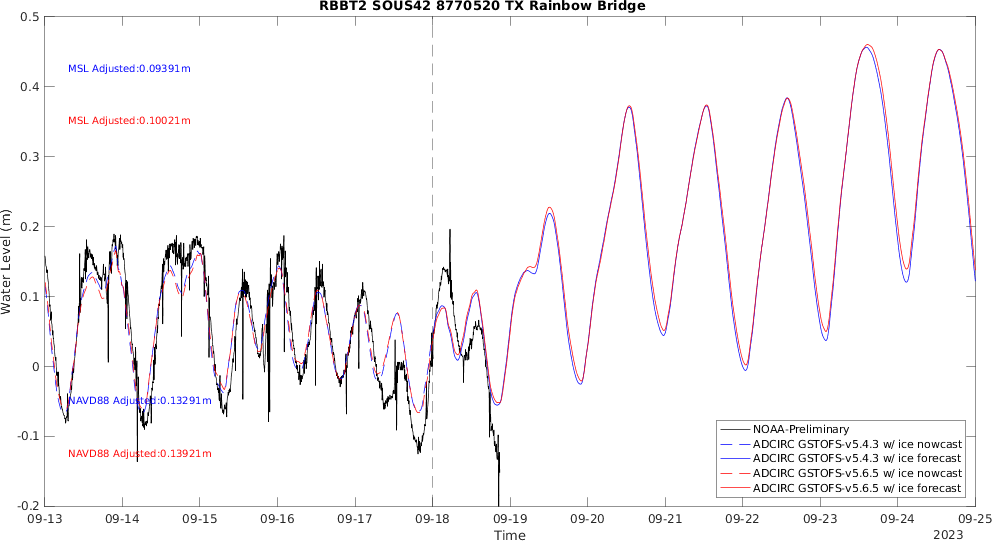 RBBT2 SOUS42 8770520 TX Rainbow Bridge
0.5
0.4
0.3
0.2
0.1
0
-0.1
-0.2
Water Level (m)
MSL Adjusted:0.09391m
MSL Adjusted:0.10021m
NAVD88 Adjusted:0.13291m
NAVD88 Adjusted:0.13921m
NOAA-Preliminary
ADCIRC GSTOFS-v5.4.3 w/ ice nowcast
ADCIRC GSTOFS-v5.4.3 w/ ice forecast
ADCIRC GSTOFS-v5.6.5 w/ ice nowcast
ADCIRC GSTOFS-v5.6.5 w/ ice forecast
09-13 09-14 09-15 09-16 09-17 09-18 09-19 09-20 09-21 09-22 09-23 09-24 09-25
Time
2023